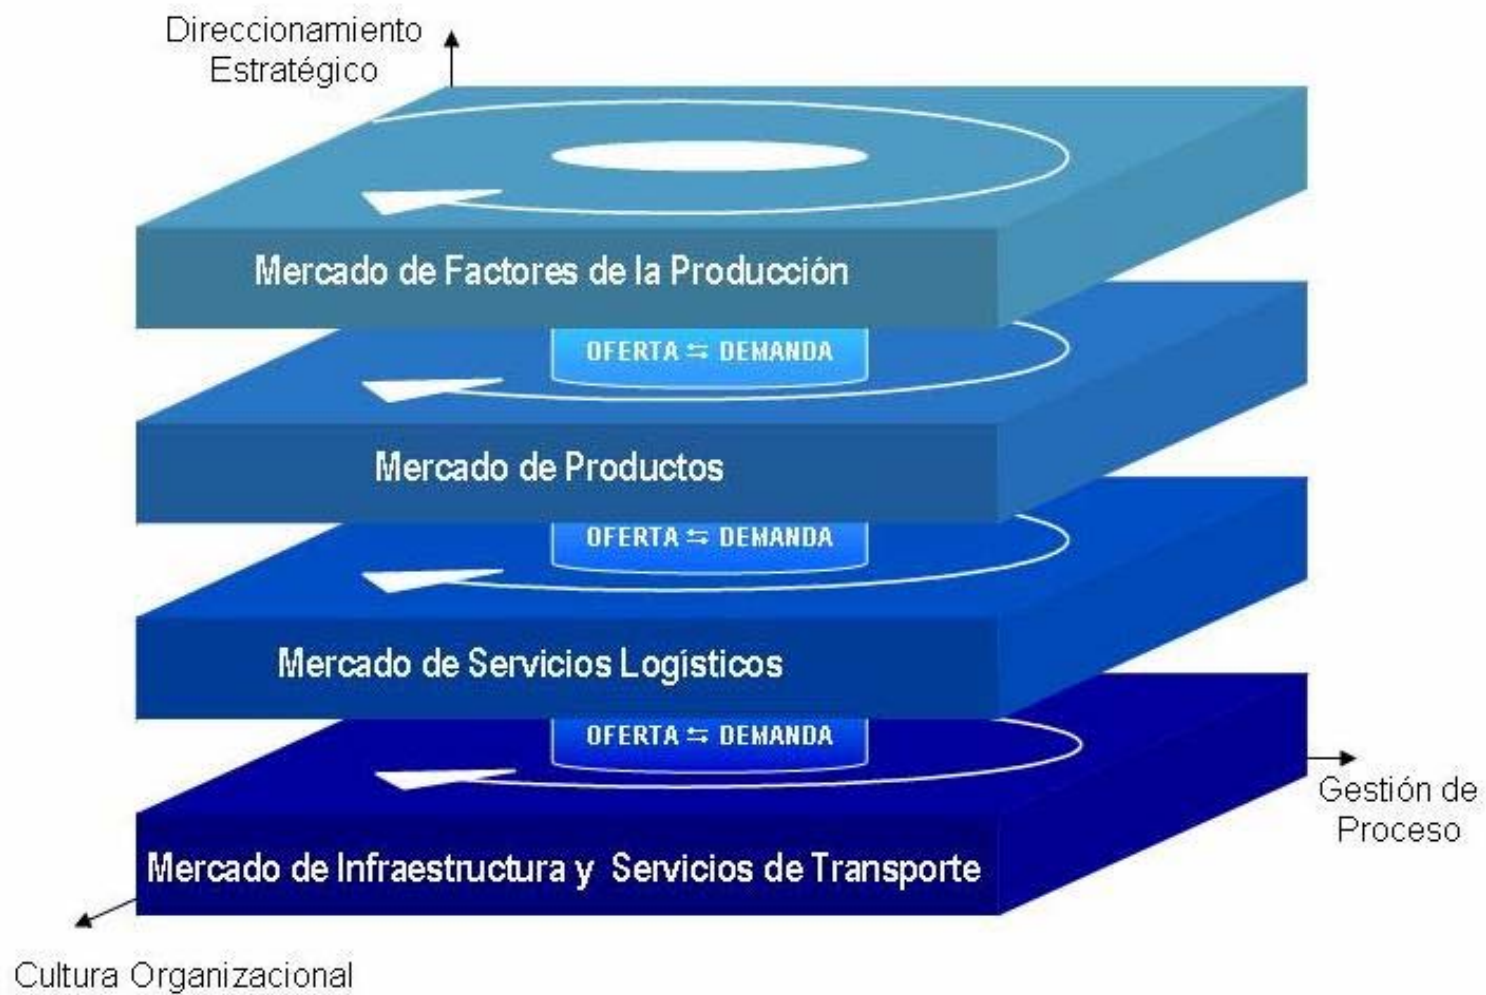 Direccionamiento
Estratégico
Mercado de Factores de la Producción
OFERTA ⇆ DEMANDA
Mercado de Productos
OFERTA ⇆ DEMANDA
Mercado de Servicios Logísticos
OFERTA ⇆ DEMANDA
Gestión de
Proceso
Mercado de Infraestructura y Servicios de Transporte
Cultura Organizacional